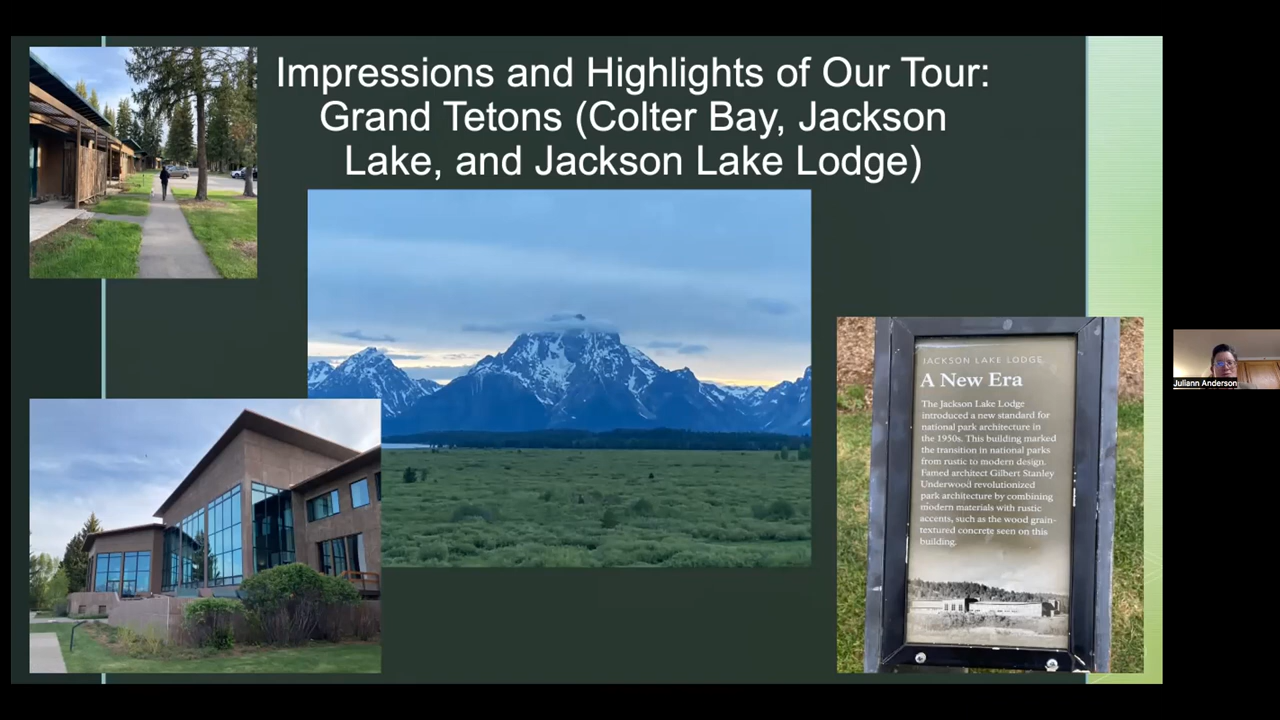 Impressions and Highlights of Our Tour:
Grand Tetons (Colter Bay, Jackson
Lake, and Jackson Lake Lodge)
JACKSON LAKE LODGE
A New Era
The Jackson Lake Lodge
introduced a new standard for
national park architecture in
the 1950s. This building marked
the transition in national parks
from rustic to modern design.
Famed architect Gilbert Stanley
Underwood revolutionized
park architecture by combining
modern materials with rustic
accents, such as the wood grain-
textured concrete seen on this
building.
Juliann Anderson